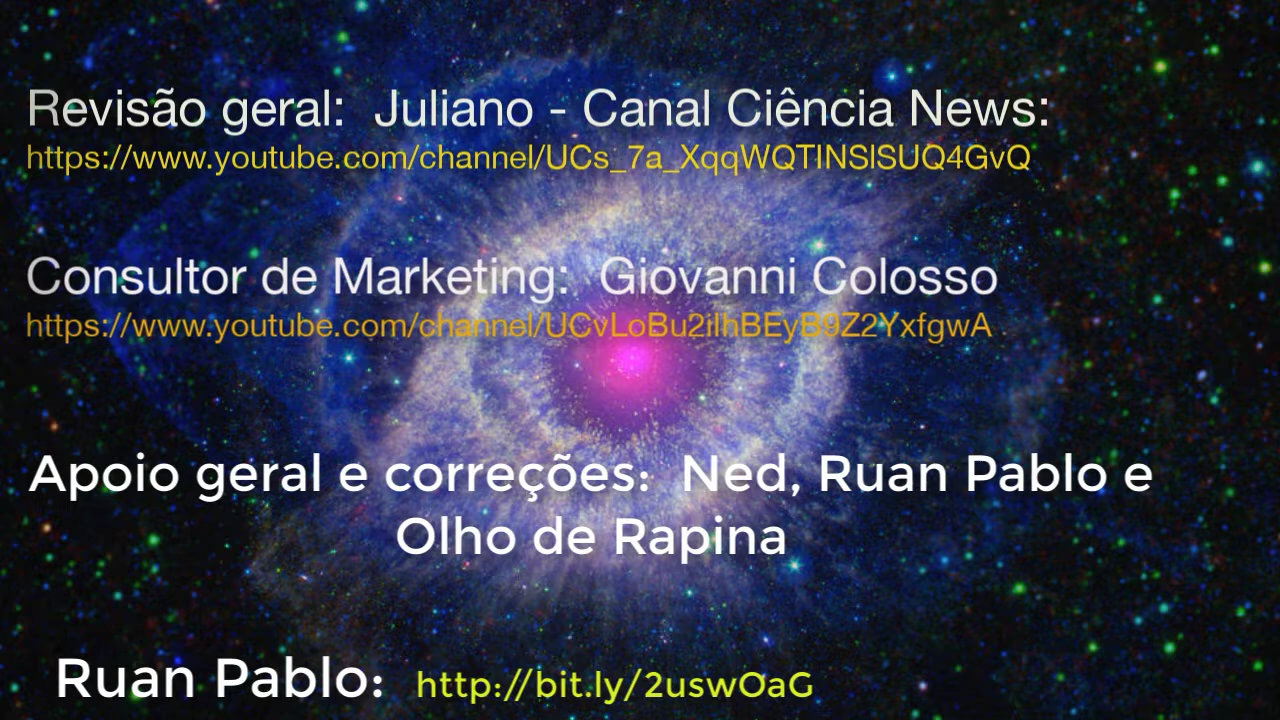 Revisão geral: Juliano - Canal Ciência News:
https://www.youtube.com/channel/UCs_7a_XqqWQTINSlSUQ4GvQ
Consultor de Marketing: Giovanni Colosso
https://www.youtube.com/channel/UCvLoBu2ilhBEyB9Z2YxfgwA
Apoio geral e correções: Ned, Ruan Pablo e
Olho de Rapina
Ruan Pablo: http://bit.ly/2uswOaG